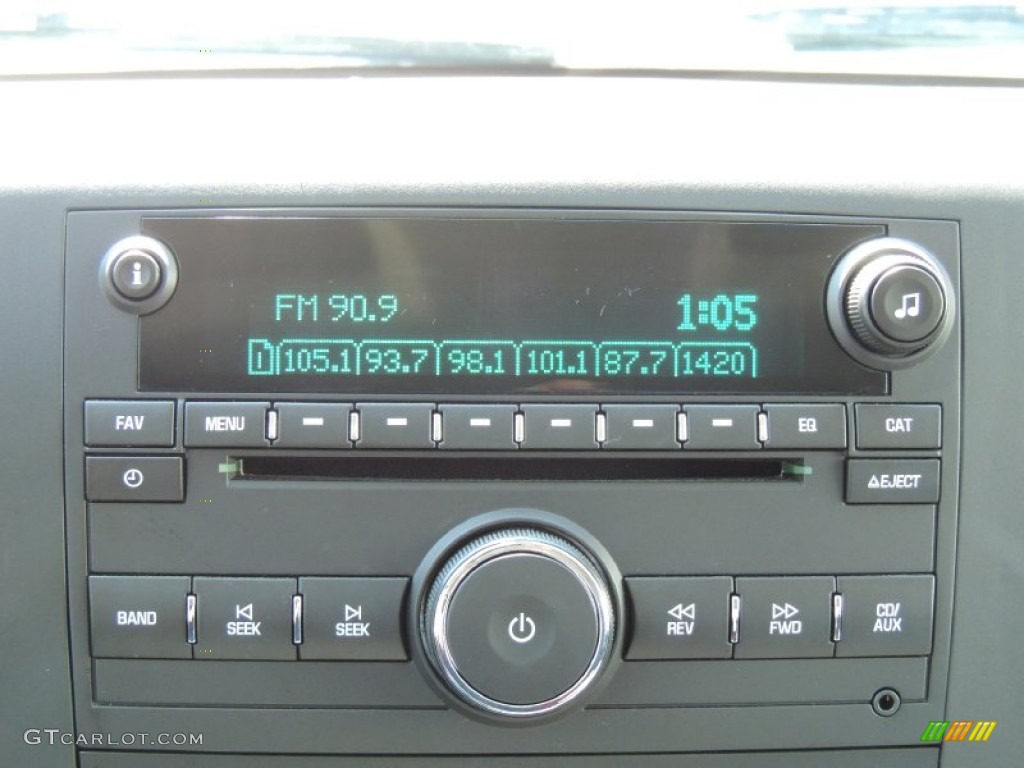 i
FM 90.9 1:05
1 105.1 93.7 98.1 101.1 87.7 1420
FAV MENU EQ CAT
△EJECT
BAND SEEK SEEK REV FWD CD/
AUX
GTCARLOT.COM